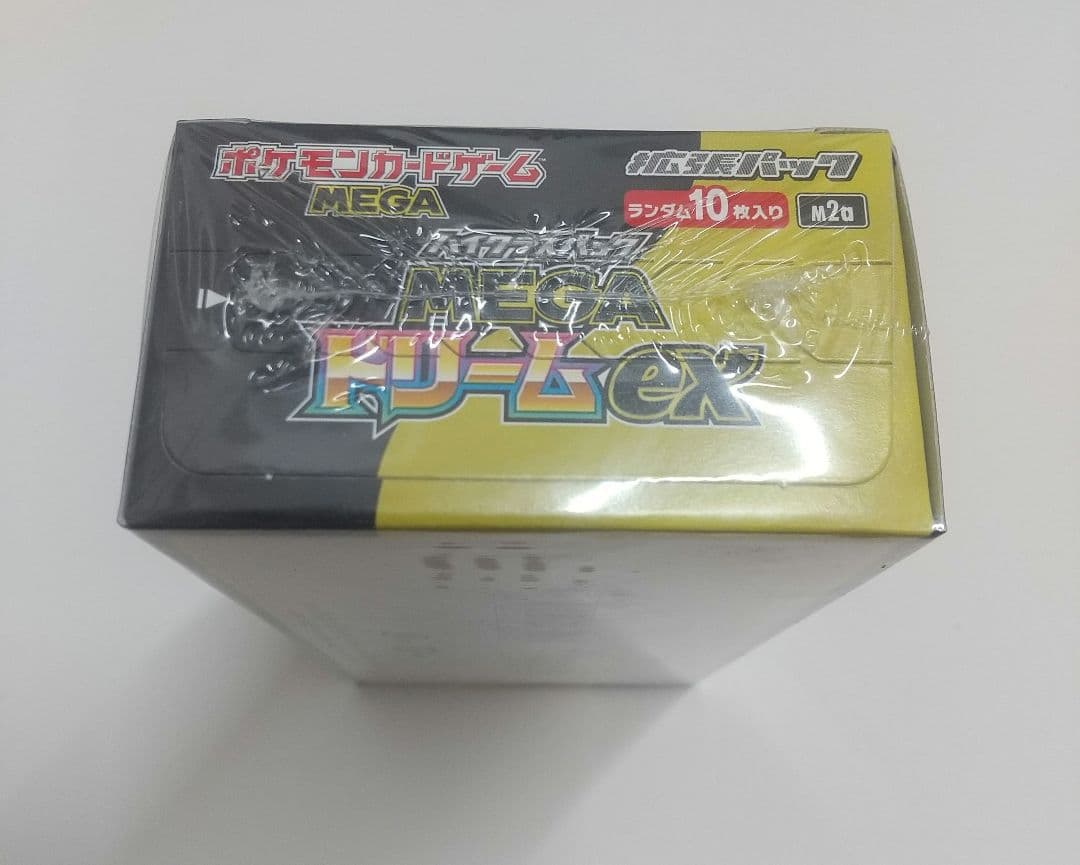 ポケモンカードゲーム
MEGA
拡張パック
ランダム10枚入り
M2a
ハイクラスパック
MEGA
ドリームex